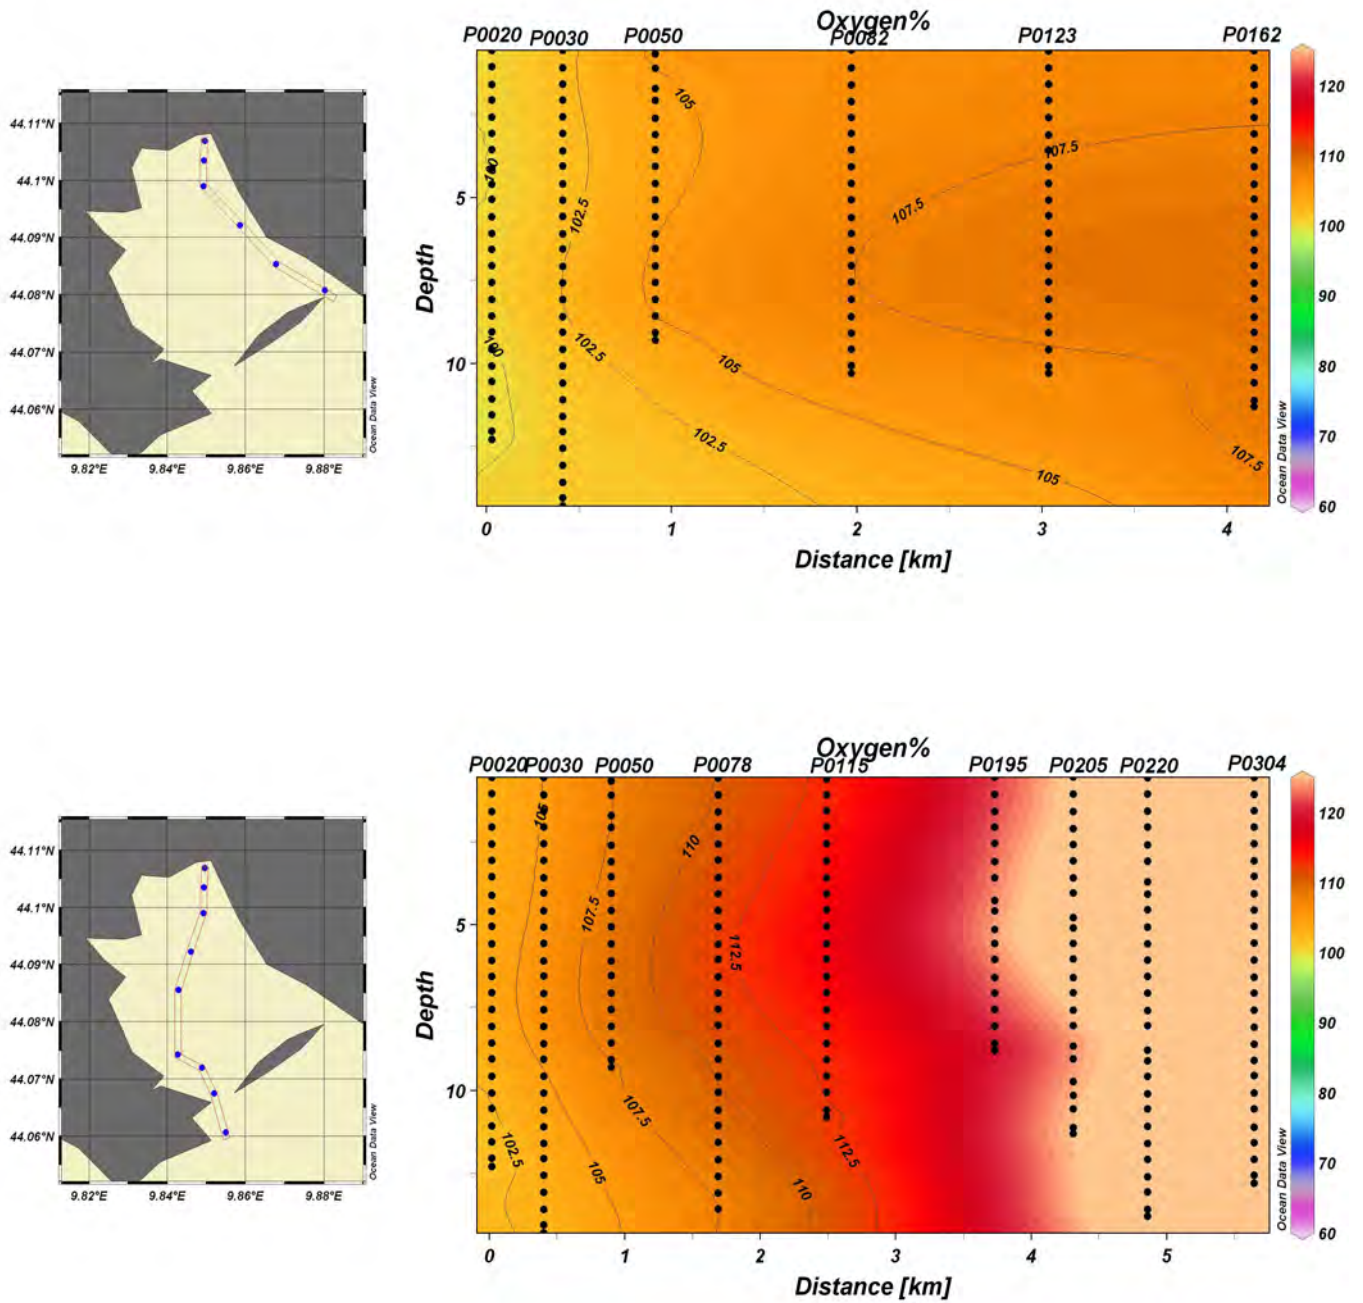 Oxygen%
P0020 P0030 P0050 P0082 P0123 P0162
44.11°N
44.1°N
44.09°N
44.08°N
44.07°N
44.06°N
9.82°E 9.84°E 9.86°E 9.88°E
Ocean Data View
Depth
5
10
100
102.5
105
107.5
107.5
100
102.5
105
102.5
105
107.5
0 1 2 3 4
Distance [km]
Ocean Data View
120
110
100
90
80
70
60
Oxygen%
P0020 P0030 P0050 P0078 P0115 P0195 P0205 P0220 P0304
44.11°N
44.1°N
44.09°N
44.08°N
44.07°N
44.06°N
9.82°E 9.84°E 9.86°E 9.88°E
Ocean Data View
Depth
5
10
105
110
107.5
112.5
107.5
102.5
105
110
112.5
0 1 2 3 4 5
Distance [km]
Ocean Data View
120
110
100
90
80
70
60